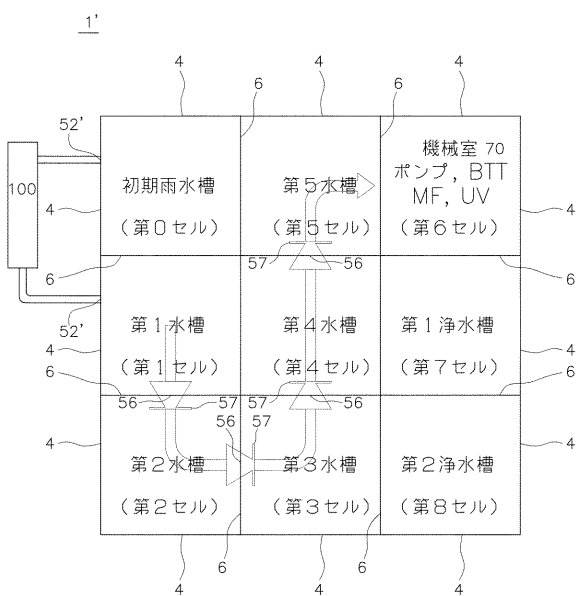 1'
4
4
4
6
6
52'
100
初期雨水槽
(第0セル)
第5水槽
(第5セル)
機械室 70
ポンプ, BTT
MF, UV
(第6セル)
4
4
6
57
56
6
52'
第1水槽
(第1セル)
第4水槽
(第4セル)
第1浄水槽
(第7セル)
4
4
6
56
57
57
56
6
56
57
4
第2水槽
(第2セル)
第3水槽
(第3セル)
第2浄水槽
(第8セル)
4
6
6
4
4
4